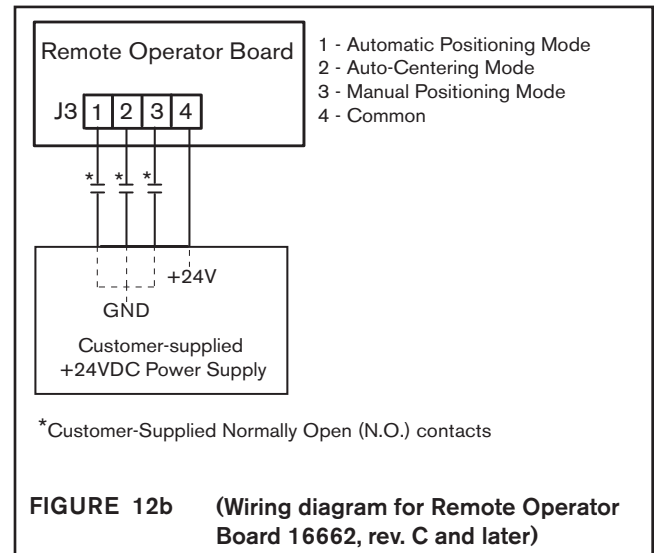 Remote Operator Board
J3 1 2 3 4
1 - Automatic Positioning Mode
2 - Auto-Centering Mode
3 - Manual Positioning Mode
4 - Common
* * *
+24V
GND
Customer-supplied
+24VDC Power Supply
*Customer-Supplied Normally Open (N.O.) contacts
FIGURE 12b (Wiring diagram for Remote Operator
Board 16662, rev. C and later)